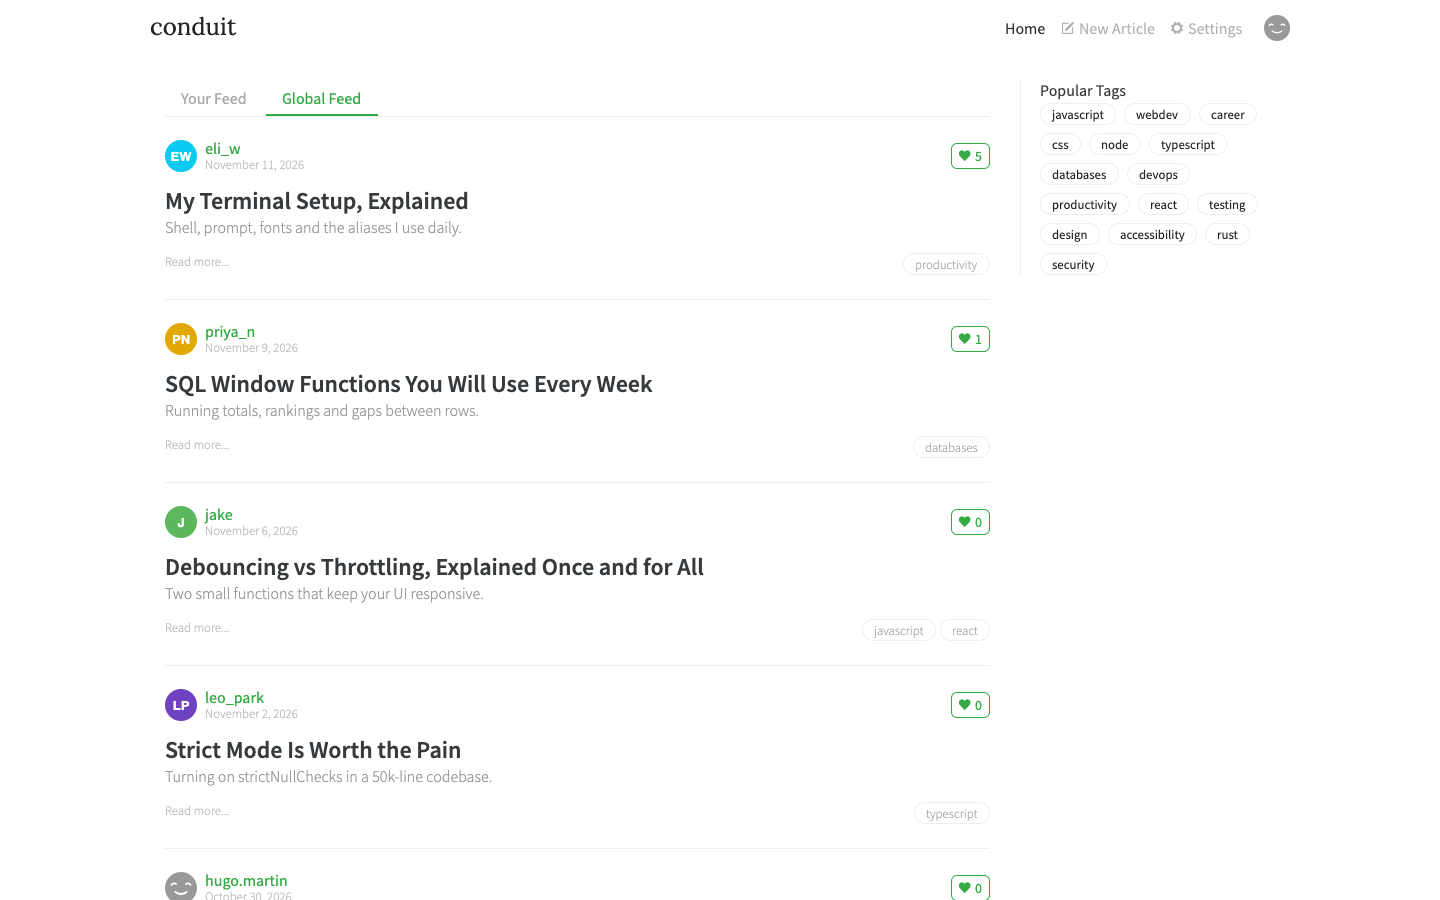 conduit
Home New Article Settings
Your Feed Global Feed
EW eli_w
November 11, 2026
5
My Terminal Setup, Explained
Shell, prompt, fonts and the aliases I use daily.
Read more...
productivity
PN priya_n
November 9, 2026
1
SQL Window Functions You Will Use Every Week
Running totals, rankings and gaps between rows.
Read more...
databases
J jake
November 6, 2026
0
Debouncing vs Throttling, Explained Once and for All
Two small functions that keep your UI responsive.
Read more...
javascript react
LP leo_park
November 2, 2026
0
Strict Mode Is Worth the Pain
Turning on strictNullChecks in a 50k-line codebase.
Read more...
typescript
hugo.martin
October 30, 2026
0
Popular Tags
javascript webdev career
css node typescript
databases devops
productivity react testing
design accessibility rust
security